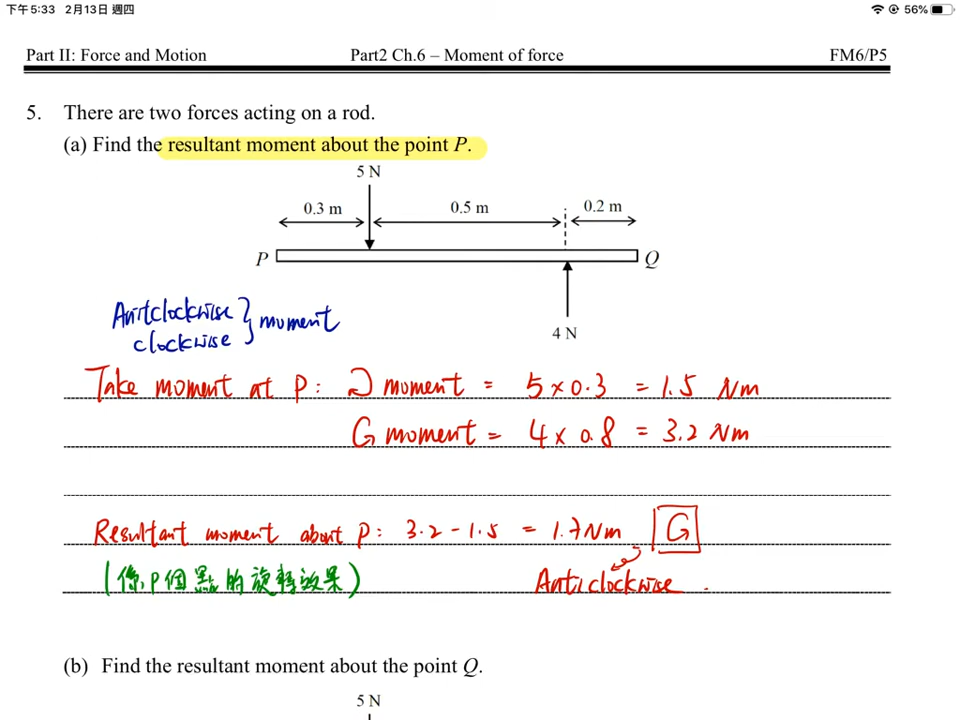 下午5:33 2月13日 週四 56%
Part II: Force and Motion Part2 Ch.6 – Moment of force FM6/P5
5. There are two forces acting on a rod.
(a) Find the resultant moment about the point P.
5 N
0.3 m 0.5 m 0.2 m
P Q
4 N
Anitclockwise } moment
clockwise
Take moment at P: ↻ moment = 5 × 0.3 = 1.5 Nm
↺ moment = 4 × 0.8 = 3.2 Nm
Resultant moment about P: 3.2 - 1.5 = 1.7 Nm ↺
(係P個點的旋轉效果) Anticlockwise.
(b) Find the resultant moment about the point Q.
5 N